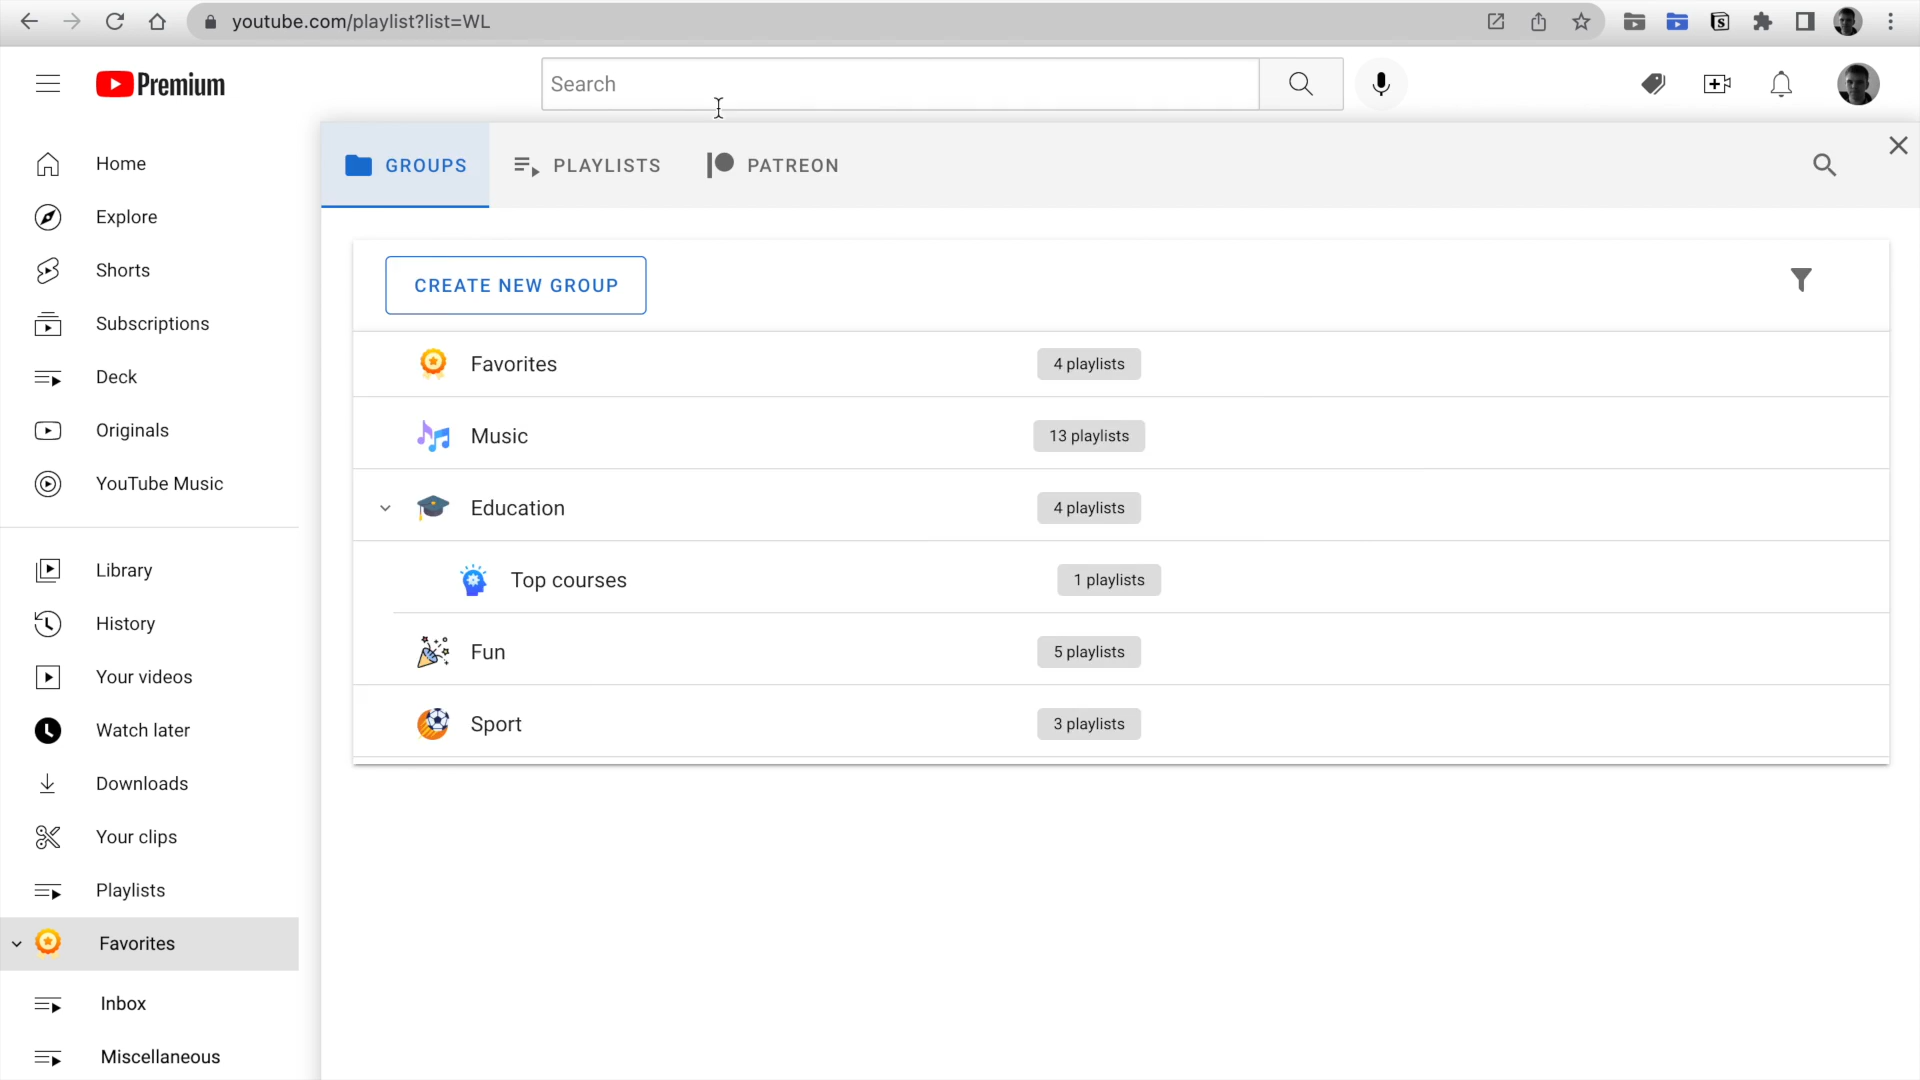 youtube.com/playlist?list=WL
Premium
Search
GROUPS
PLAYLISTS
PATREON
Home
Explore
Shorts
Subscriptions
Deck
Originals
YouTube Music
Library
History
Your videos
Watch later
Downloads
Your clips
Playlists
Favorites
Inbox
Miscellaneous
CREATE NEW GROUP
Favorites 4 playlists
Music 13 playlists
Education 4 playlists
Top courses 1 playlists
Fun 5 playlists
Sport 3 playlists